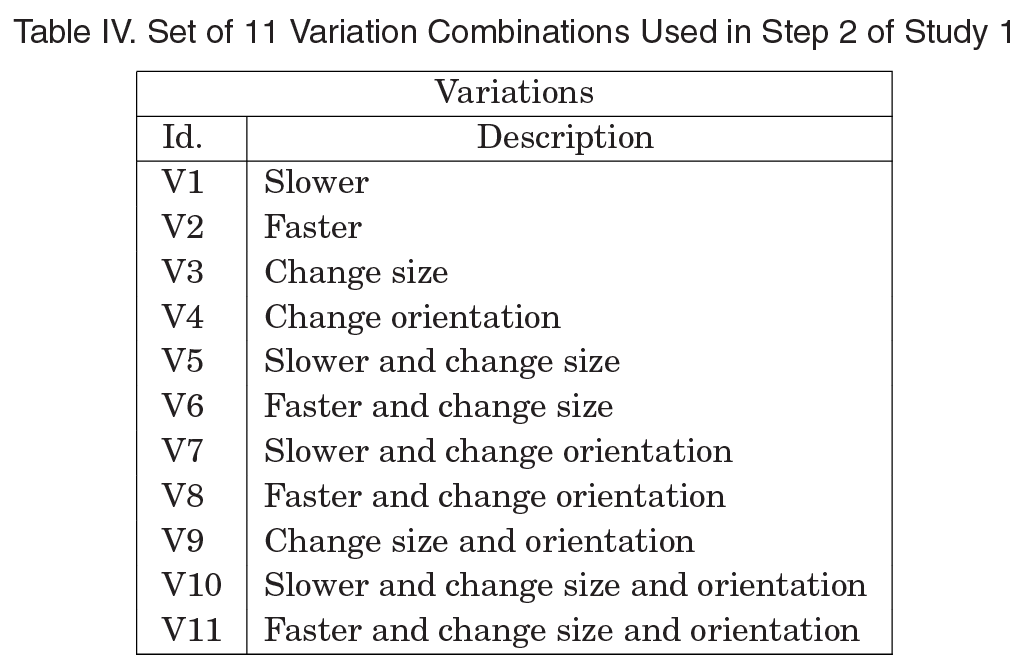 Table IV. Set of 11 Variation Combinations Used in Step 2 of Study 1
Variations
Id. Description
V1 Slower
V2 Faster
V3 Change size
V4 Change orientation
V5 Slower and change size
V6 Faster and change size
V7 Slower and change orientation
V8 Faster and change orientation
V9 Change size and orientation
V10 Slower and change size and orientation
V11 Faster and change size and orientation